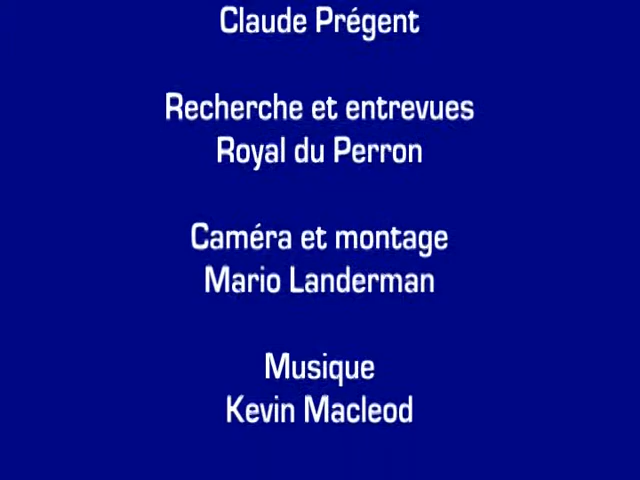 Claude Prégent
Recherche et entrevues
Royal du Perron
Caméra et montage
Mario Landerman
Musique
Kevin Macleod